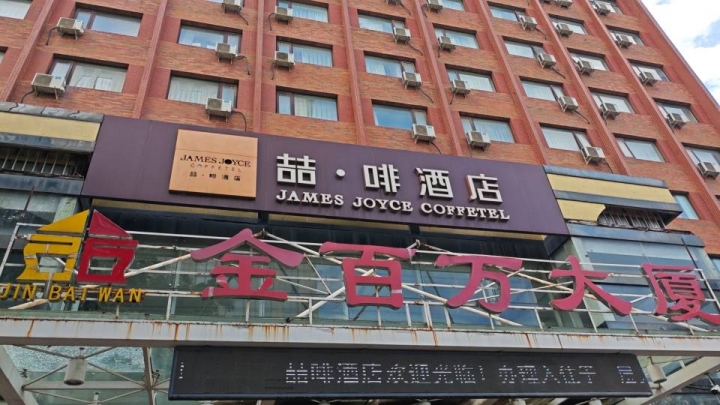 JAMES JOYCE
COFFETEL
喆·啡酒店
喆·啡酒店
JAMES JOYCE COFFETEL
JIN BAI WAN
金百万大厦
喆啡酒店欢迎光临！办理入住于